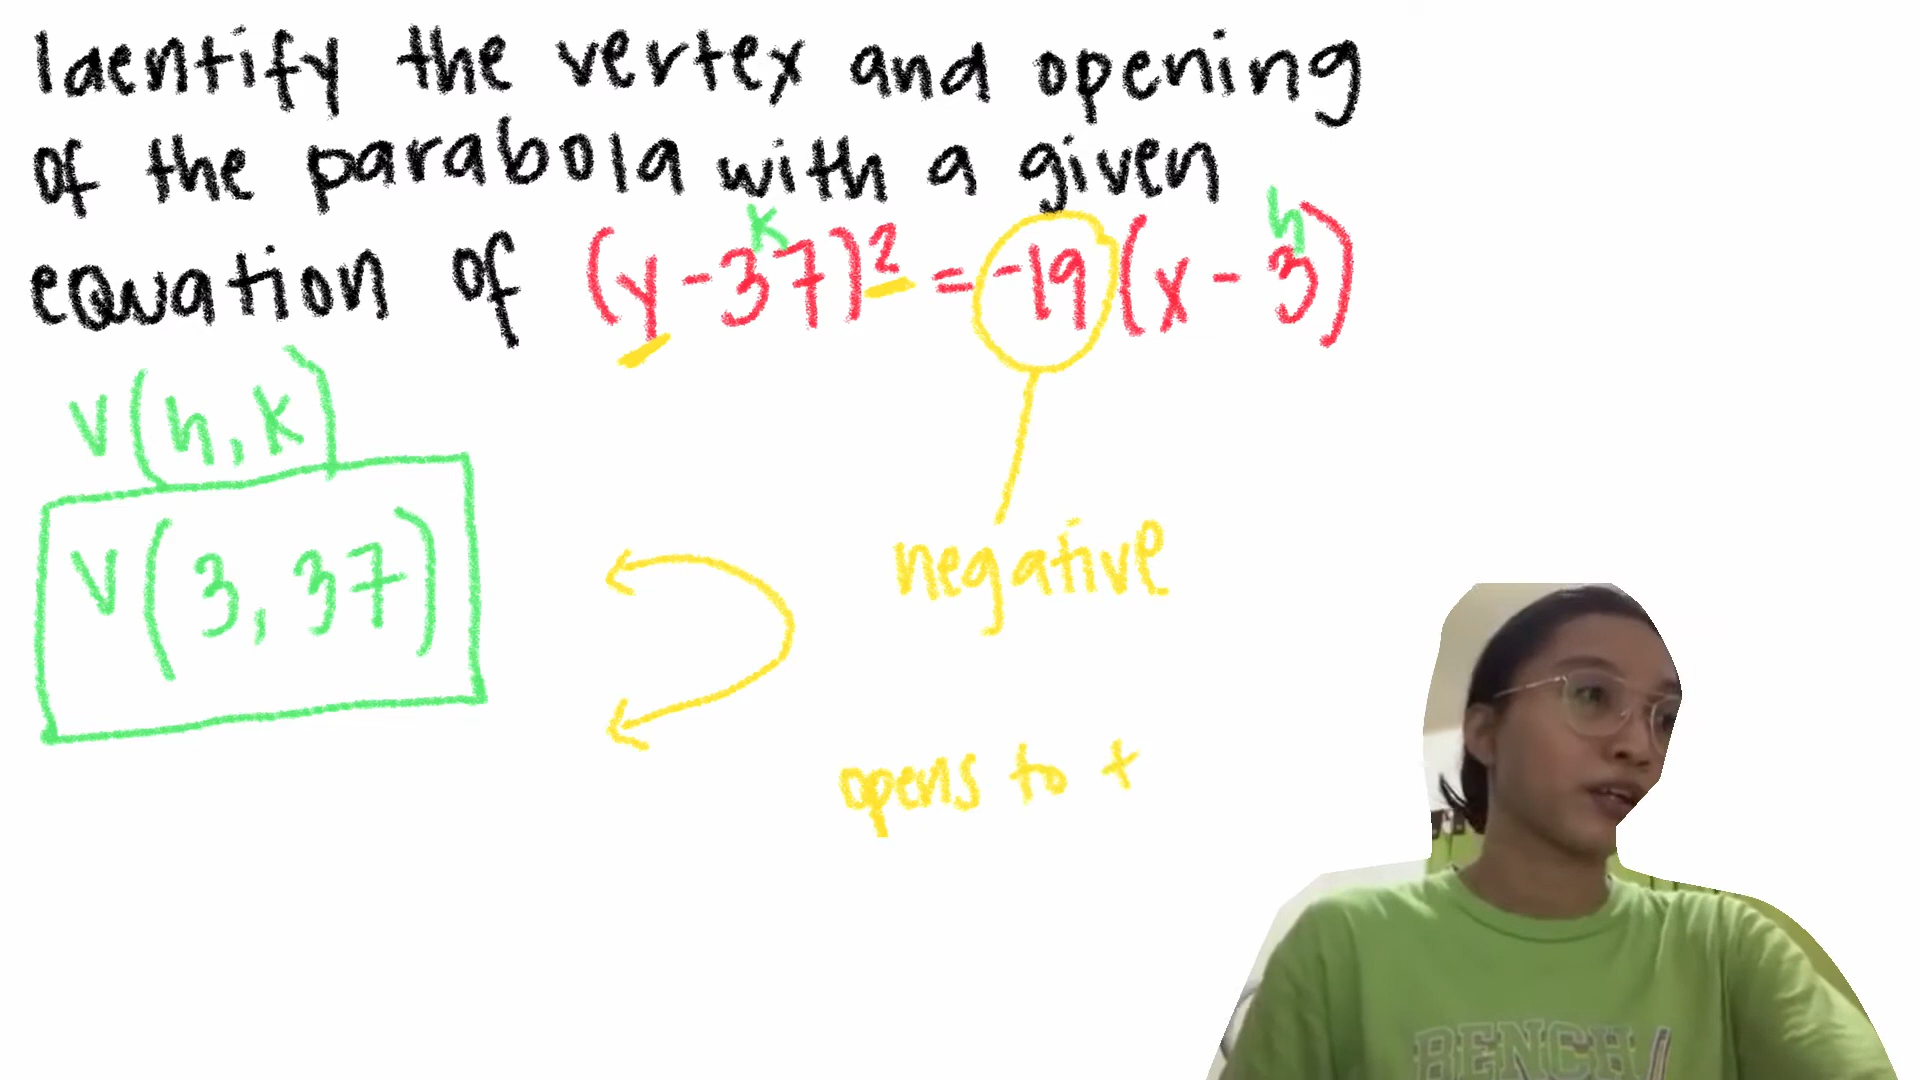 Identify the vertex and opening
of the parabola with a given
equation of (y-37)² = -19 (x - 3)
k
h
V(h,k)
V(3,37)
negative
opens to t
BENCH/